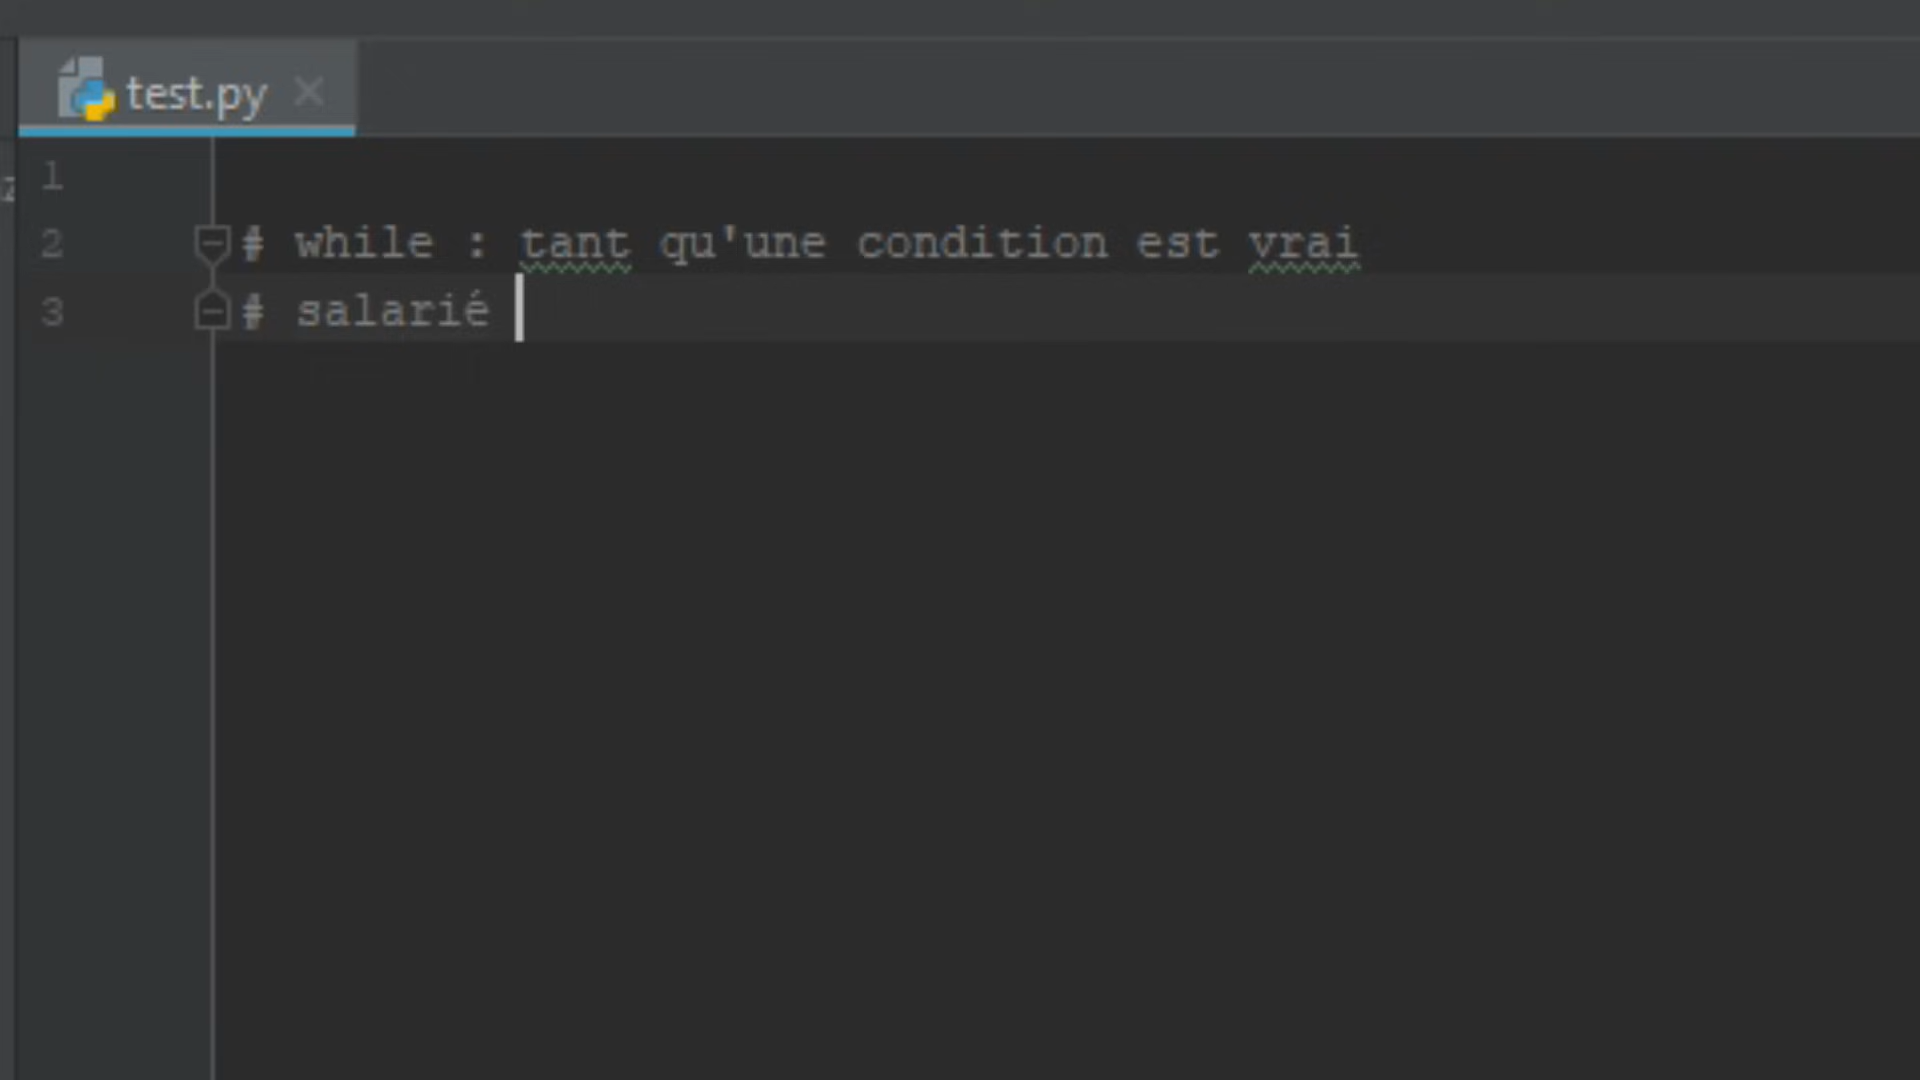 test.py
1
2 # while : tant qu'une condition est vrai
3 # salarié